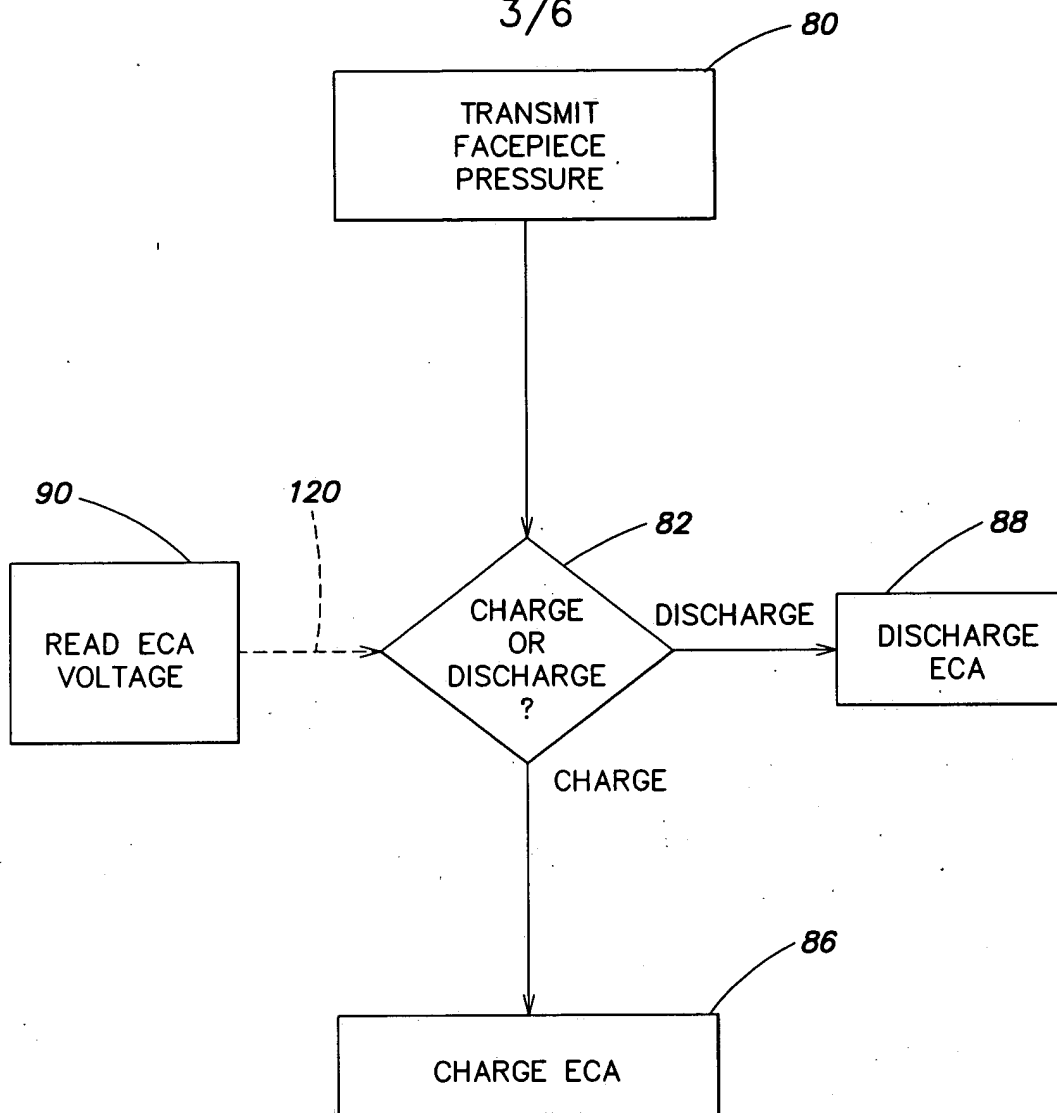 3/6
80
TRANSMIT
FACEPIECE
PRESSURE
90
120
82
88
READ ECA
VOLTAGE
CHARGE
OR
DISCHARGE
?
DISCHARGE
DISCHARGE
ECA
CHARGE
86
CHARGE ECA